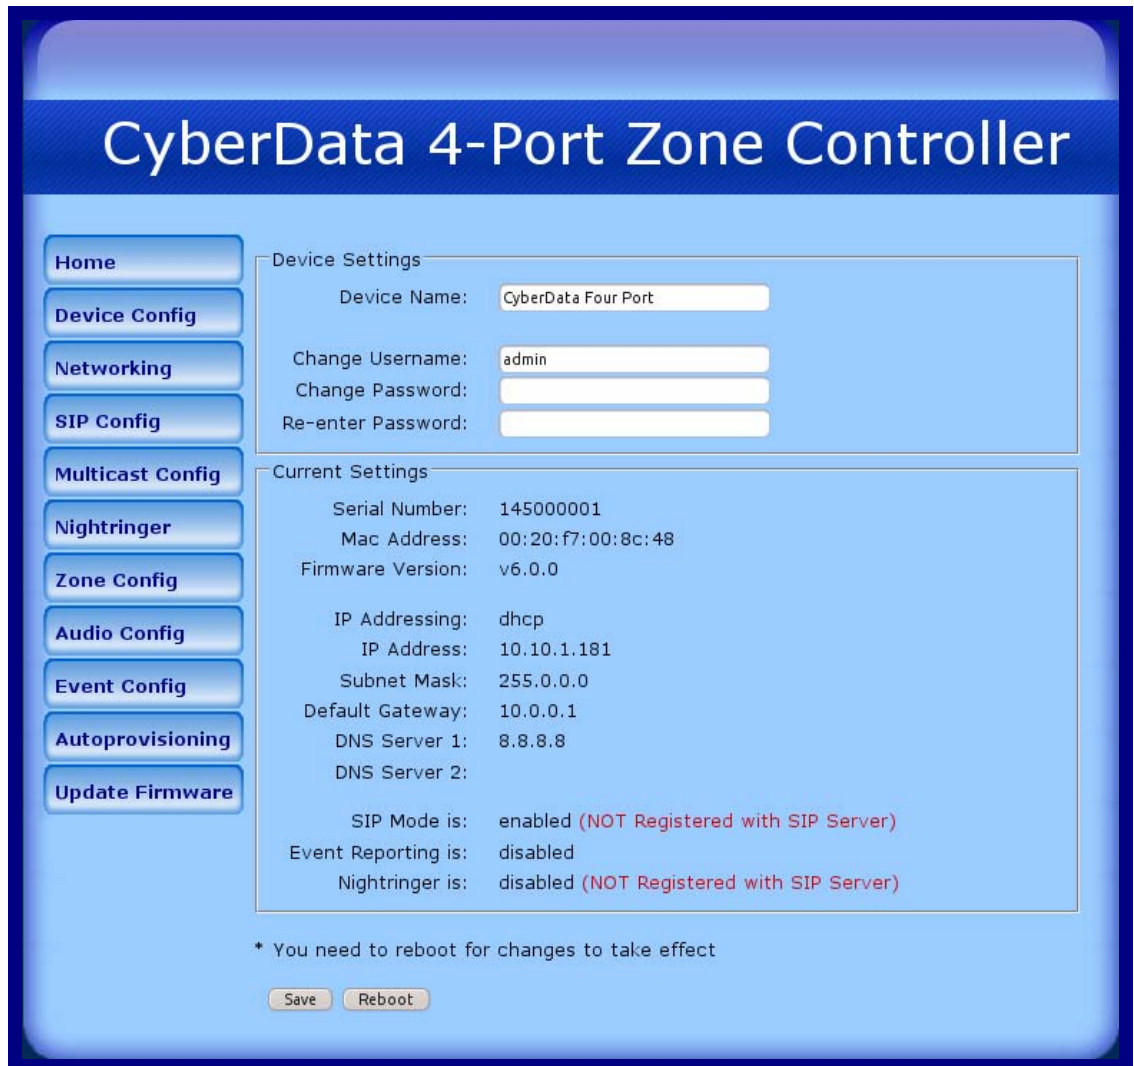 CyberData 4-Port Zone Controller
Home
Device Config
Networking
SIP Config
Multicast Config
Nightringer
Zone Config
Audio Config
Event Config
Autoprovisioning
Update Firmware
Device Settings
Device Name: CyberData Four Port
Change Username: admin
Change Password:
Re-enter Password:
Current Settings
Serial Number: 145000001
Mac Address: 00:20:f7:00:8c:48
Firmware Version: v6.0.0
IP Addressing: dhcp
IP Address: 10.10.1.181
Subnet Mask: 255.0.0.0
Default Gateway: 10.0.0.1
DNS Server 1: 8.8.8.8
DNS Server 2:
SIP Mode is: enabled (NOT Registered with SIP Server)
Event Reporting is: disabled
Nightringer is: disabled (NOT Registered with SIP Server)
* You need to reboot for changes to take effect
Save Reboot